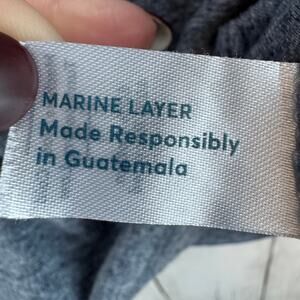 MARINE LAYER
Made Responsibly
in Guatemala